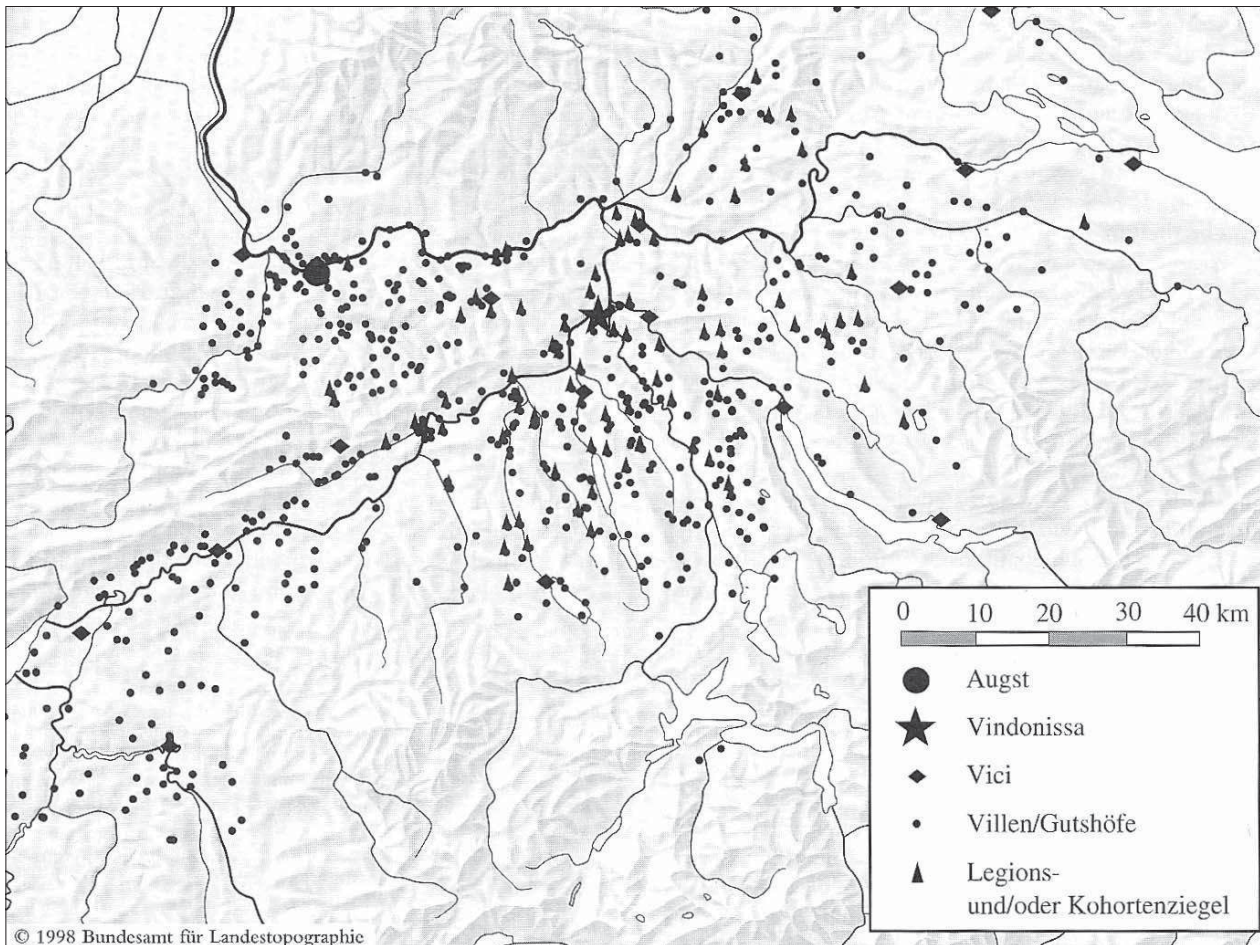 0 10 20 30 40 km
Augst
Vindonissa
Vici
Villen/Gutshöfe
Legions-
und/oder Kohortenziegel
© 1998 Bundesamt für Landestopographie